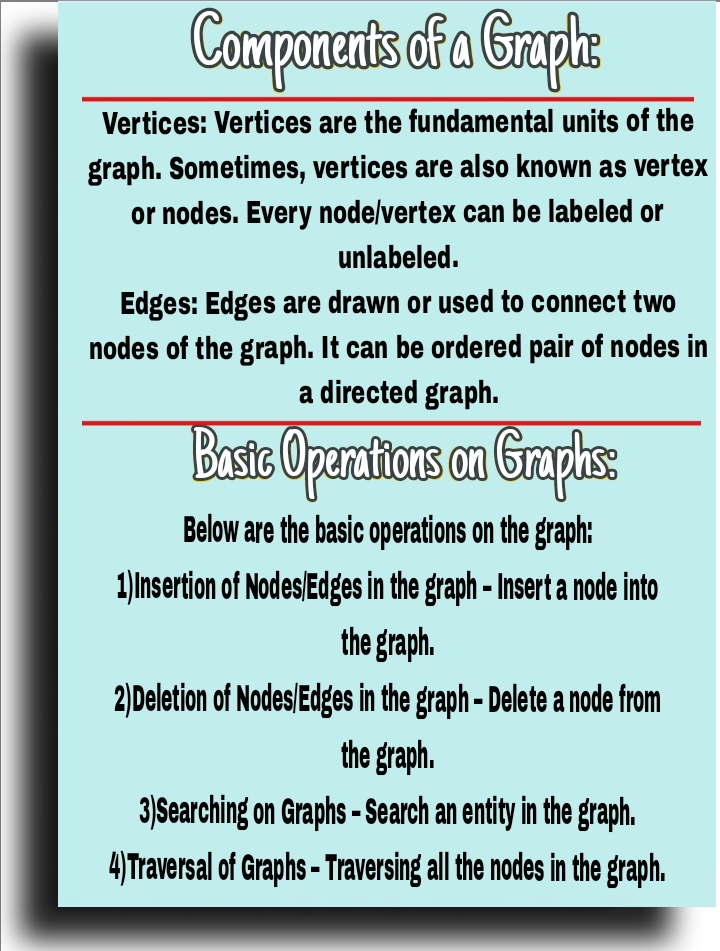 Components of a Graph:
Vertices: Vertices are the fundamental units of the
graph. Sometimes, vertices are also known as vertex
or nodes. Every node/vertex can be labeled or
unlabeled.
Edges: Edges are drawn or used to connect two
nodes of the graph. It can be ordered pair of nodes in
a directed graph.
Basic Operations on Graphs:
Below are the basic operations on the graph:
1)Insertion of Nodes/Edges in the graph – Insert a node into
the graph.
2)Deletion of Nodes/Edges in the graph – Delete a node from
the graph.
3)Searching on Graphs – Search an entity in the graph.
4)Traversal of Graphs – Traversing all the nodes in the graph.